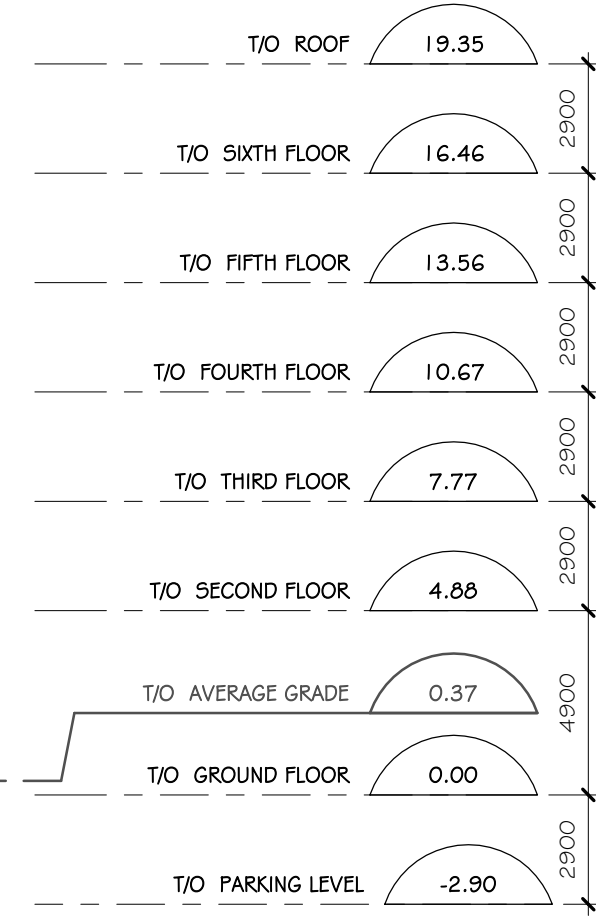 T/O ROOF 19.35
2900
T/O SIXTH FLOOR 16.46
2900
T/O FIFTH FLOOR 13.56
2900
T/O FOURTH FLOOR 10.67
2900
T/O THIRD FLOOR 7.77
2900
T/O SECOND FLOOR 4.88
4900
T/O AVERAGE GRADE 0.37
T/O GROUND FLOOR 0.00
2900
T/O PARKING LEVEL -2.90